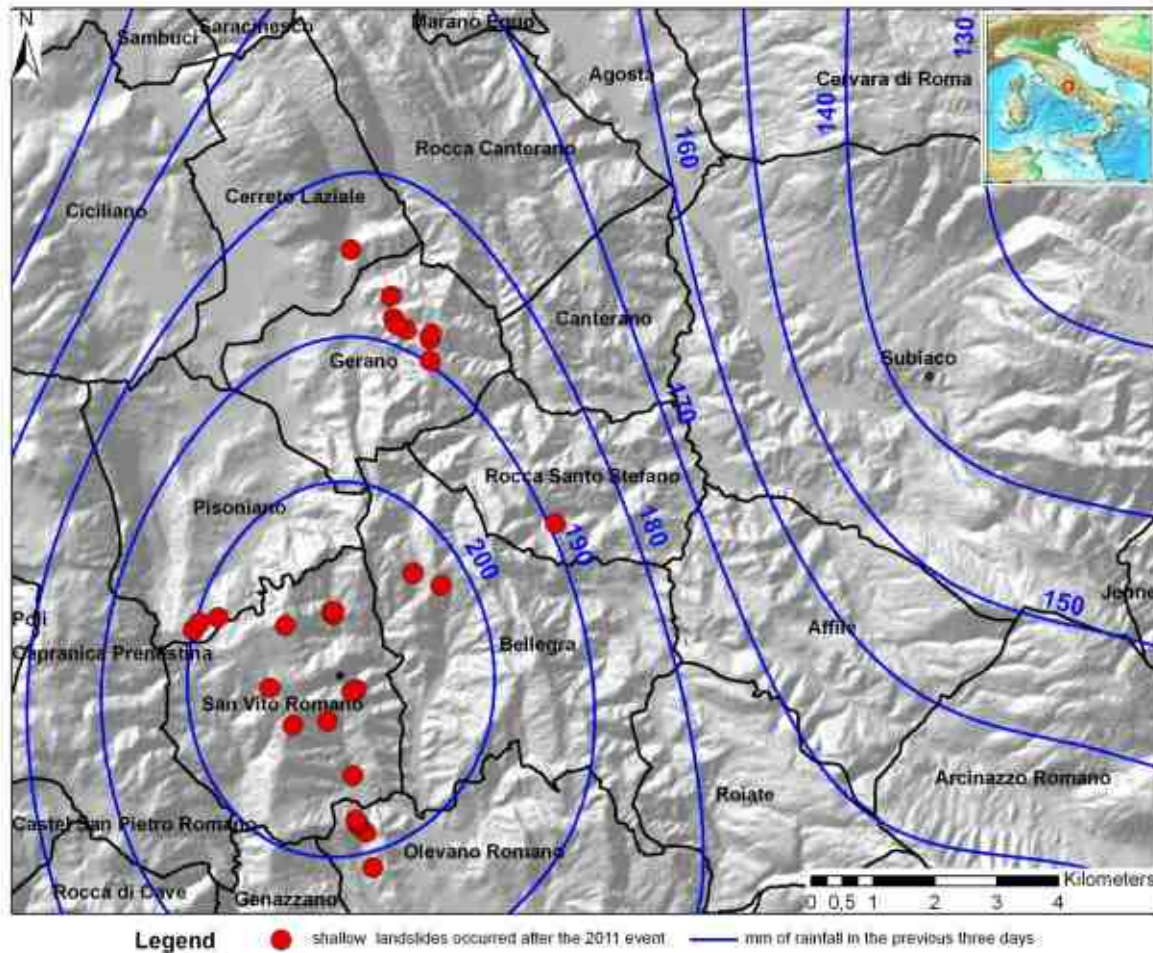 N
Sambuci
Saracinesco
Marano Equo
Agosta
Cervara di Roma
130
140
160
Rocca Canterano
Cerreto Laziale
Ciciliano
Canterano
Gerano
Subiaco
170
Rocca Santo Stefano
Pisoniano
180
190
200
150
Jenne
Poli
Affile
Bellegra
Capranica Prenestina
San Vito Romano
Arcinazzo Romano
Roiate
Castel San Pietro Romano
Olevano Romano
Rocca di Cave
Genazzano
Kilometers
0 0,5 1 2 3 4
Legend shallow landslides occurred after the 2011 event mm of rainfall in the previous three days